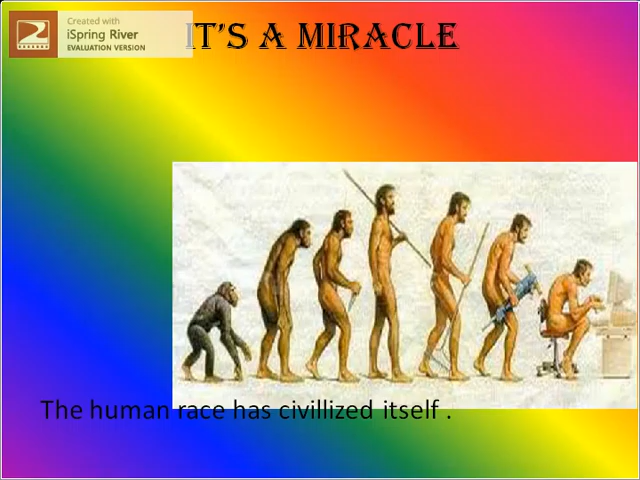 Created with
iSpring River
EVALUATION VERSION
IT’S A MIRACLE
The human race has civillized itself .